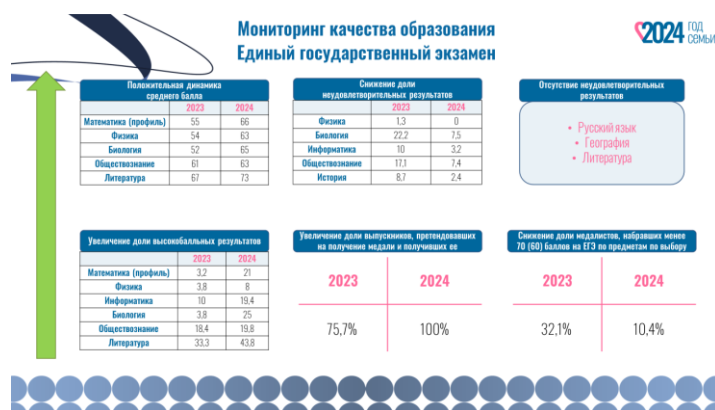 Мониторинг качества образования
Единый государственный экзамен
2024 ГОД
СЕМЬИ
Положительная динамика
среднего балла
2023 2024
Математика (профиль) 55 66
Физика 54 63
Биология 52 65
Обществознание 61 63
Литература 67 73
Снижение доли
неудовлетворительных результатов
2023 2024
Физика 1,3 0
Биология 22,2 7,5
Информатика 10 3,2
Обществознание 17,1 7,4
История 8,7 2,4
Отсутствие неудовлетворительных
результатов
• Русский язык
• География
• Литература
Увеличение доли высокобалльных результатов
2023 2024
Математика (профиль) 3,2 21
Физика 3,8 8
Информатика 10 19,4
Биология 3,8 25
Обществознание 18,4 19,8
Литература 33,3 43,8
Увеличение доли выпускников, претендовавших
на получение медали и получивших ее
2023 2024
75,7% 100%
Снижение доли медалистов, набравших менее
70 (60) баллов на ЕГЭ по предметам по выбору
2023 2024
32,1% 10,4%